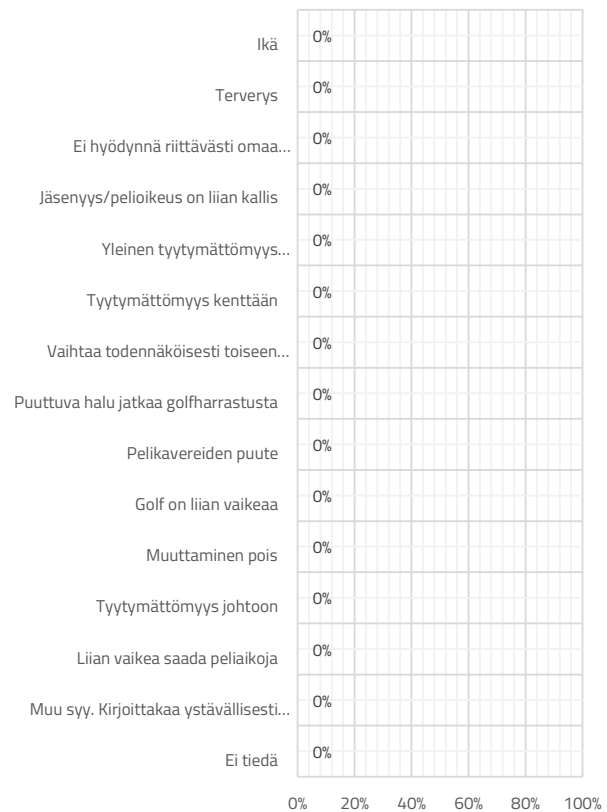 Ikä 0%
Terverys 0%
Ei hyödynnä riittävästi omaa... 0%
Jäsenyys/pelioikeus on liian kallis 0%
Yleinen tyytymättömyys... 0%
Tyytymättömyys kenttään 0%
Vaihtaa todennäköisesti toiseen... 0%
Puuttuva halu jatkaa golfharrastusta 0%
Pelikavereiden puute 0%
Golf on liian vaikeaa 0%
Muuttaminen pois 0%
Tyytymättömyys johtoon 0%
Liian vaikea saada peliaikoja 0%
Muu syy. Kirjoittakaa ystävällisesti... 0%
Ei tiedä 0%
0% 20% 40% 60% 80% 100%